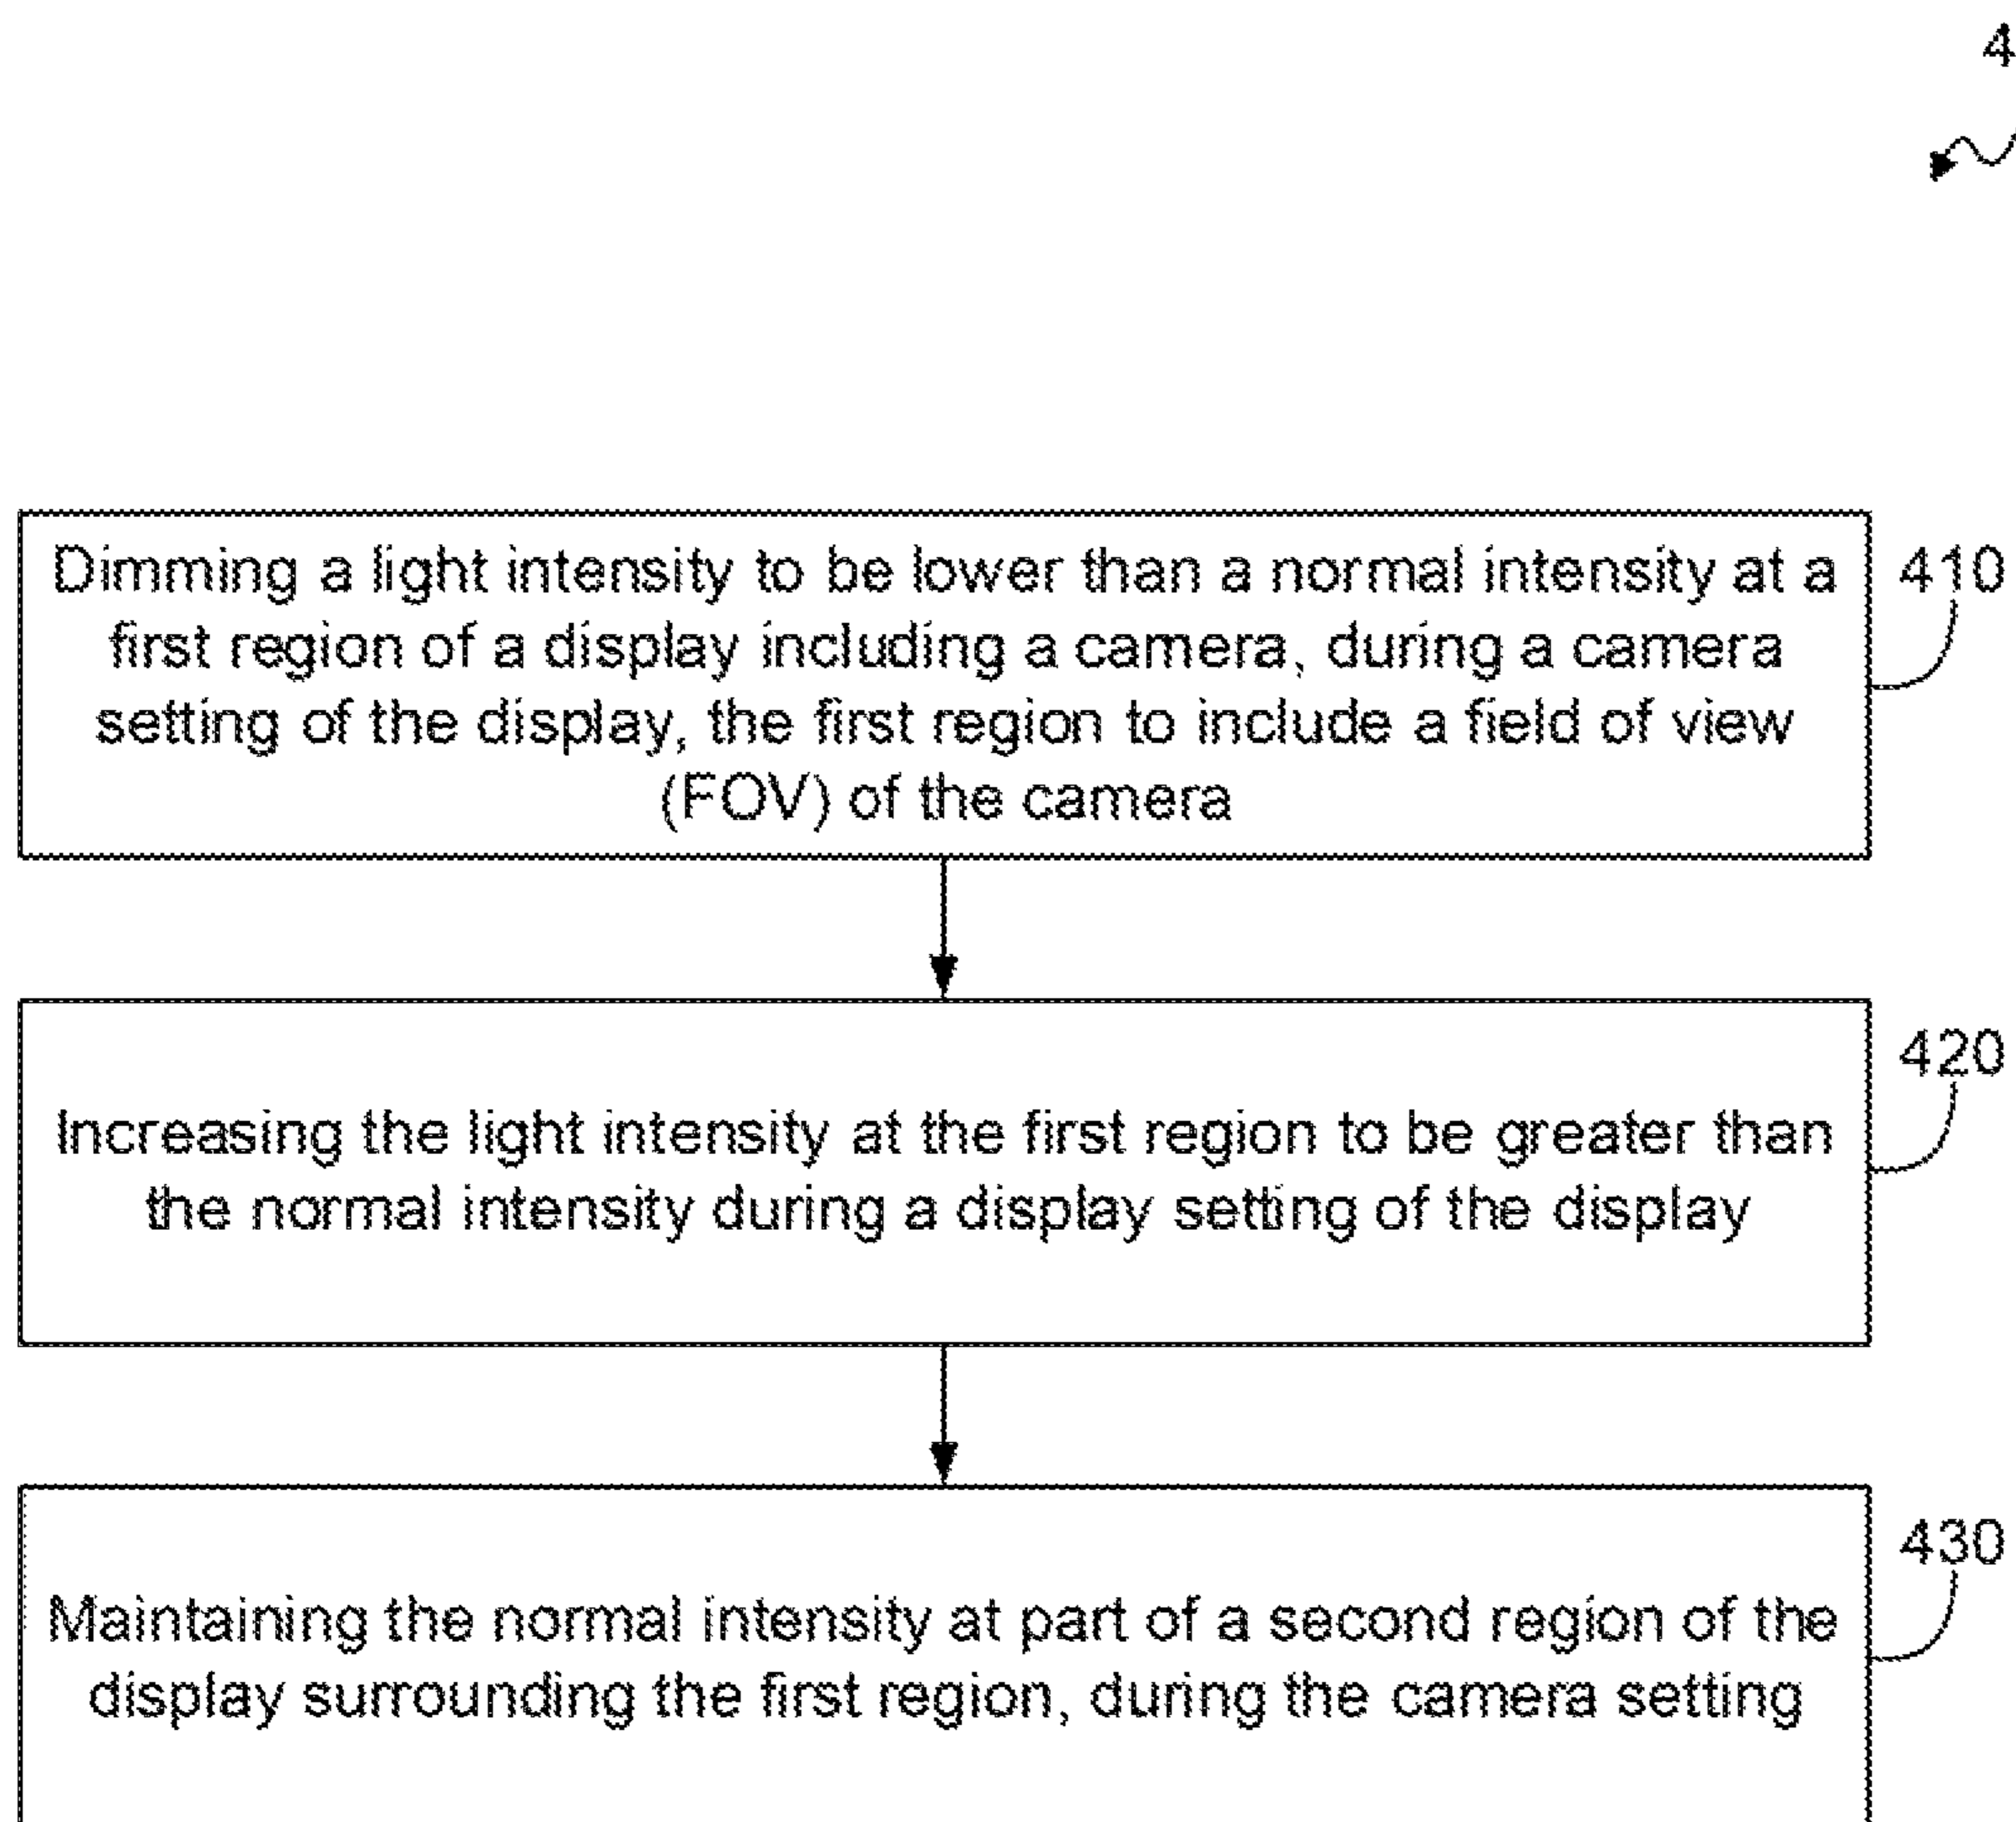 4
Dimming a light intensity to be lower than a normal intensity at a
first region of a display including a camera, during a camera
setting of the display, the first region to include a field of view
(FOV) of the camera
410
Increasing the light intensity at the first region to be greater than
the normal intensity during a display setting of the display
420
Maintaining the normal intensity at part of a second region of the
display surrounding the first region, during the camera setting
430